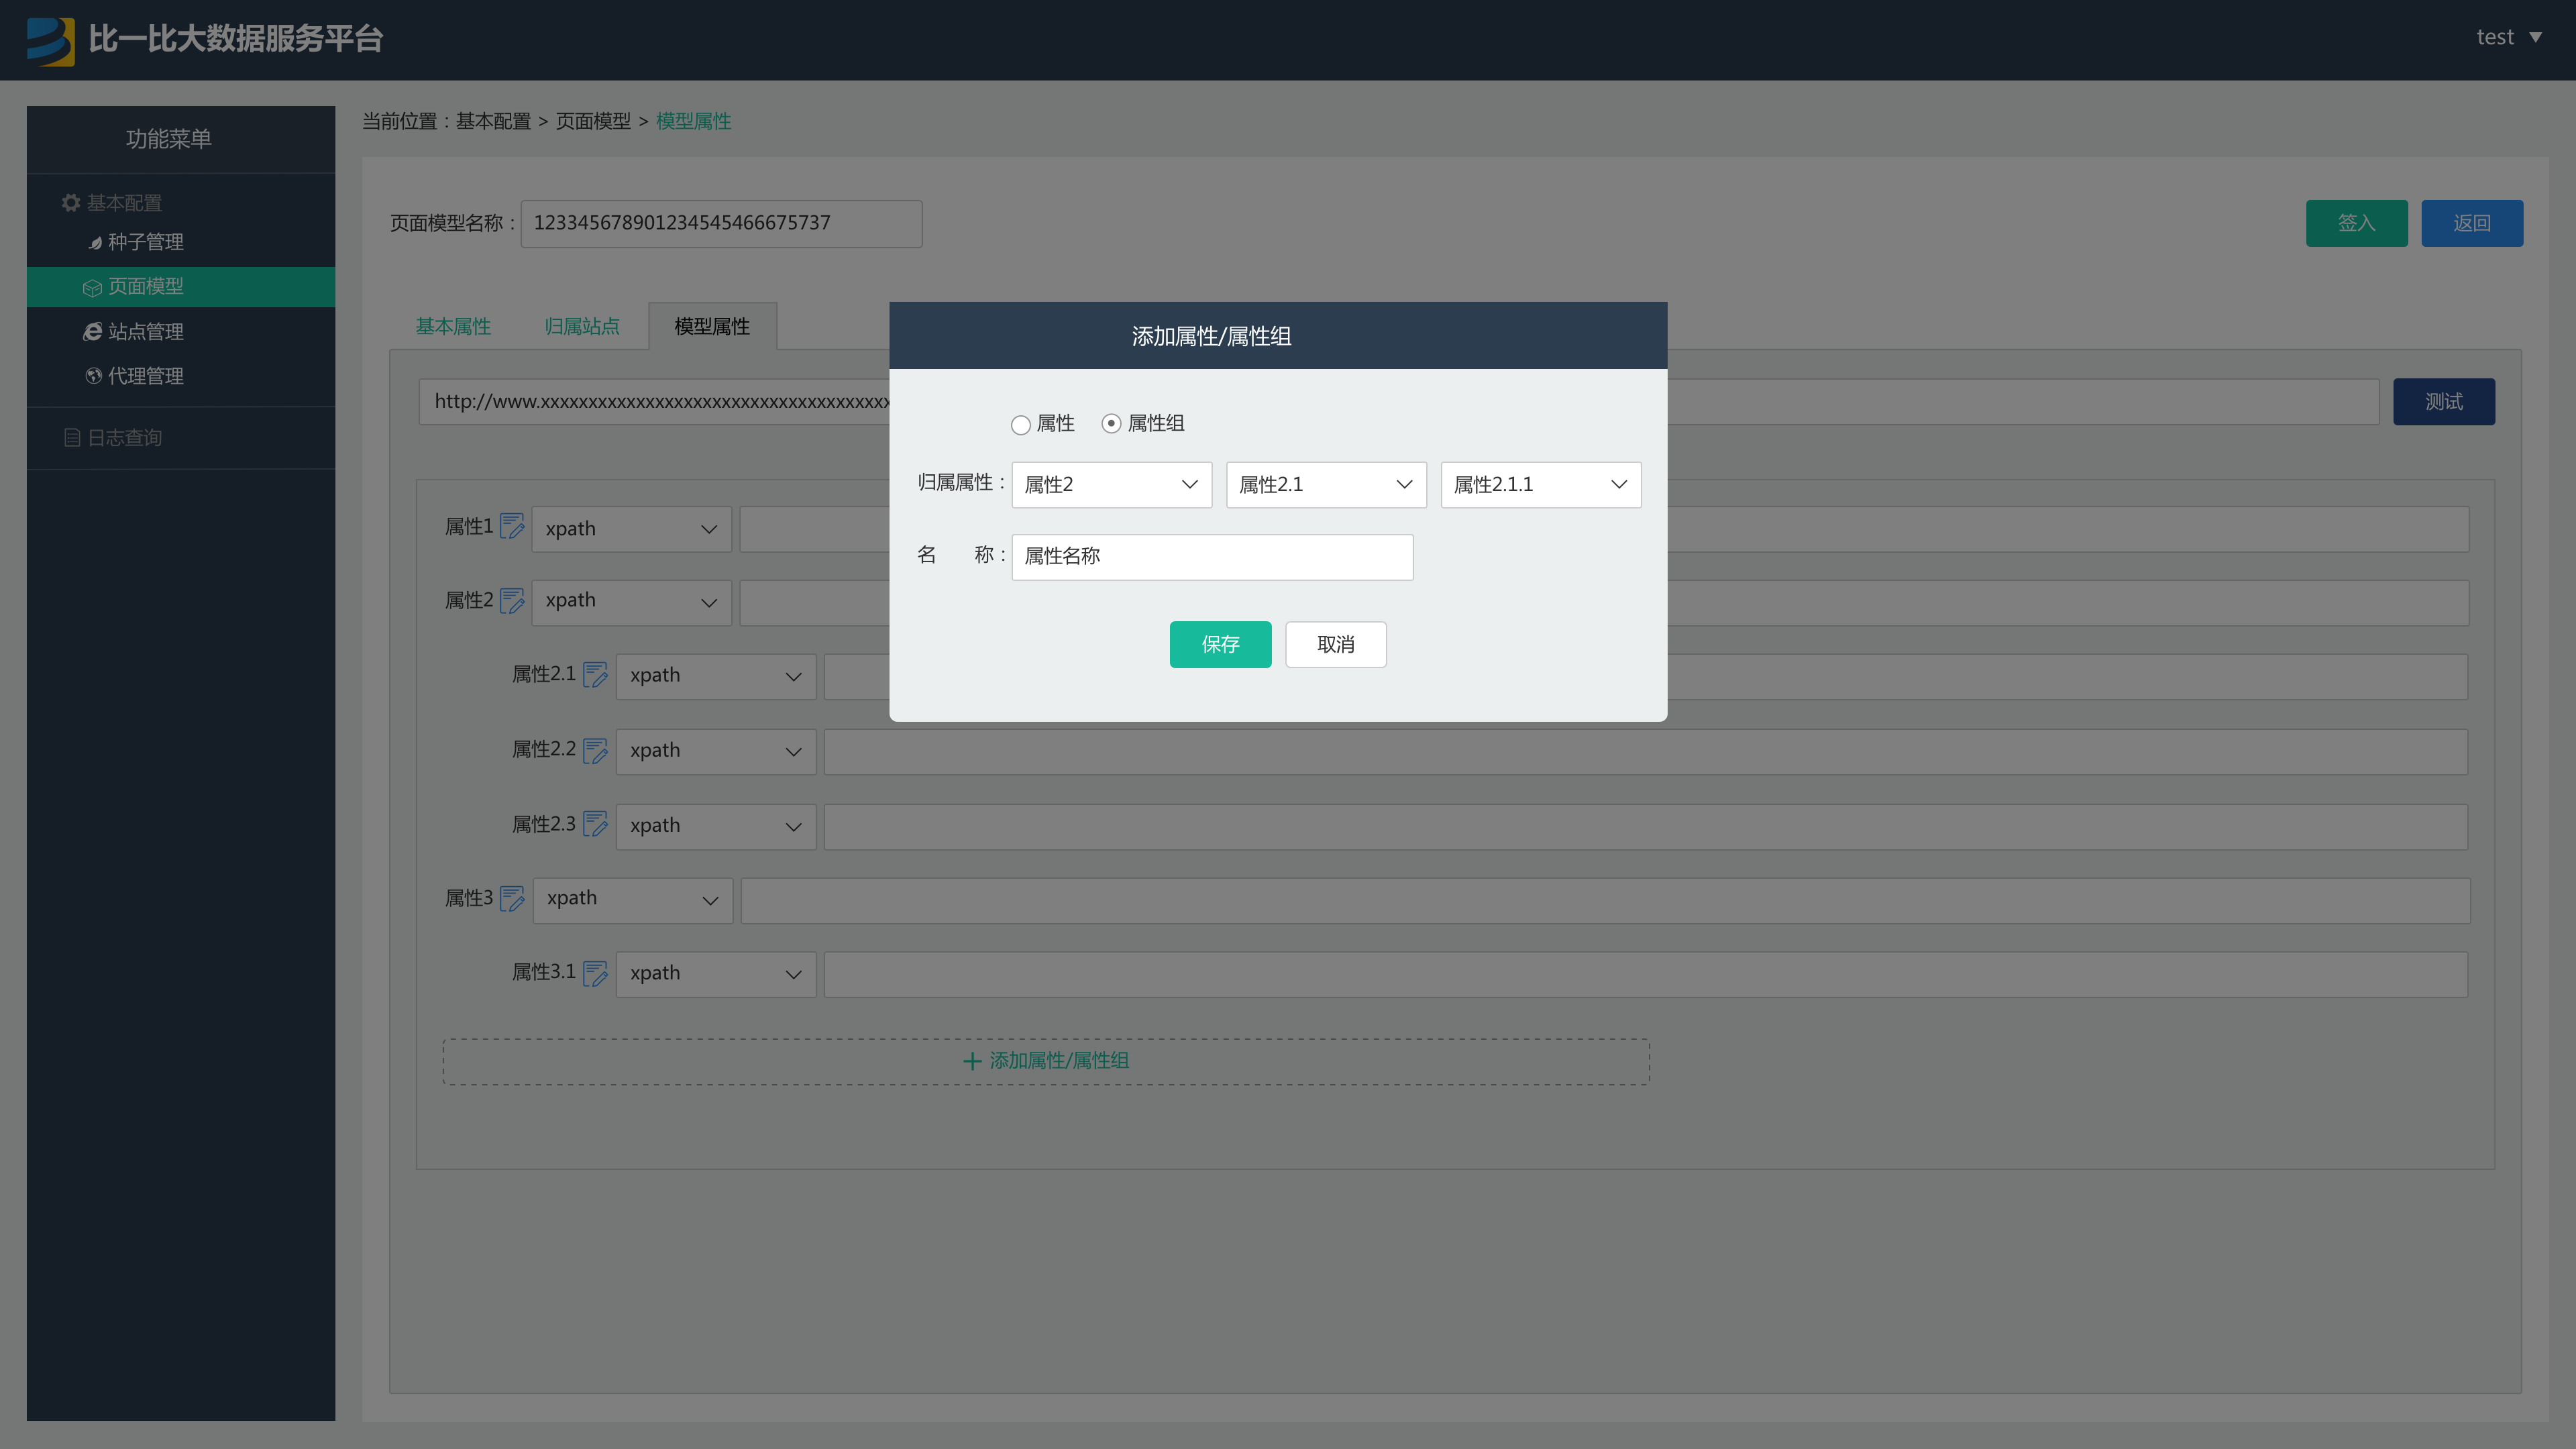 比一比大数据服务平台
test
功能菜单
基本配置
种子管理
页面模型
站点管理
代理管理
日志查询
当前位置：基本配置 > 页面模型 > 模型属性
页面模型名称： 123345678901234545466675737
签入 返回
基本属性 归属站点 模型属性
http://www.xxxxxxxxxxxxxxxxxxxxxxxxxxxxxxxxxxxxx
测试
属性1 xpath
属性2 xpath
属性2.1 xpath
属性2.2 xpath
属性2.3 xpath
属性3 xpath
属性3.1 xpath
添加属性/属性组
添加属性/属性组
属性 属性组
归属属性： 属性2 属性2.1 属性2.1.1
名 称： 属性名称
保存 取消